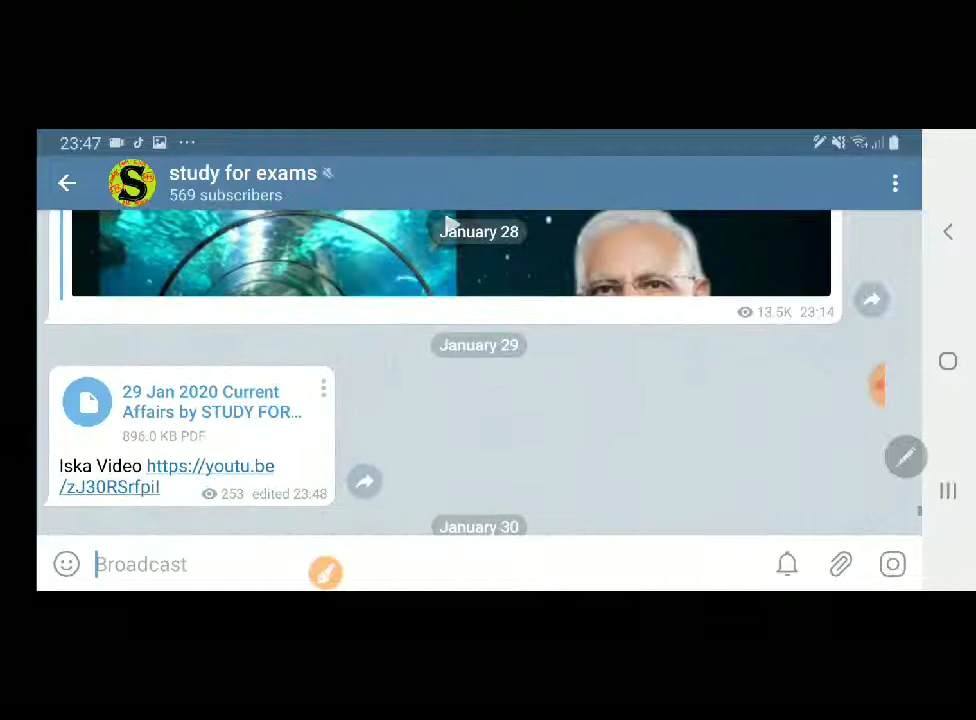 23:47
study for exams
569 subscribers
S
January 28
13.5K 23:14
January 29
29 Jan 2020 Current
Affairs by STUDY FOR...
896.0 KB PDF
Iska Video https://youtu.be
/zJ30RSrfpiI
253 edited 23:48
January 30
Broadcast